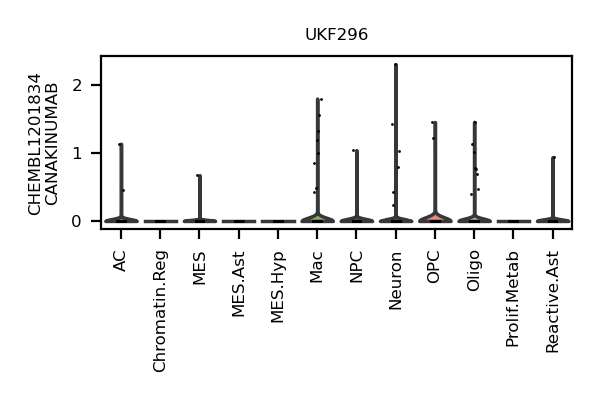 UKF296
CHEMBL1201834
CANAKINUMAB
2
1
0
AC
Chromatin.Reg
MES
MES.Ast
MES.Hyp
Mac
NPC
Neuron
OPC
Oligo
Prolif.Metab
Reactive.Ast